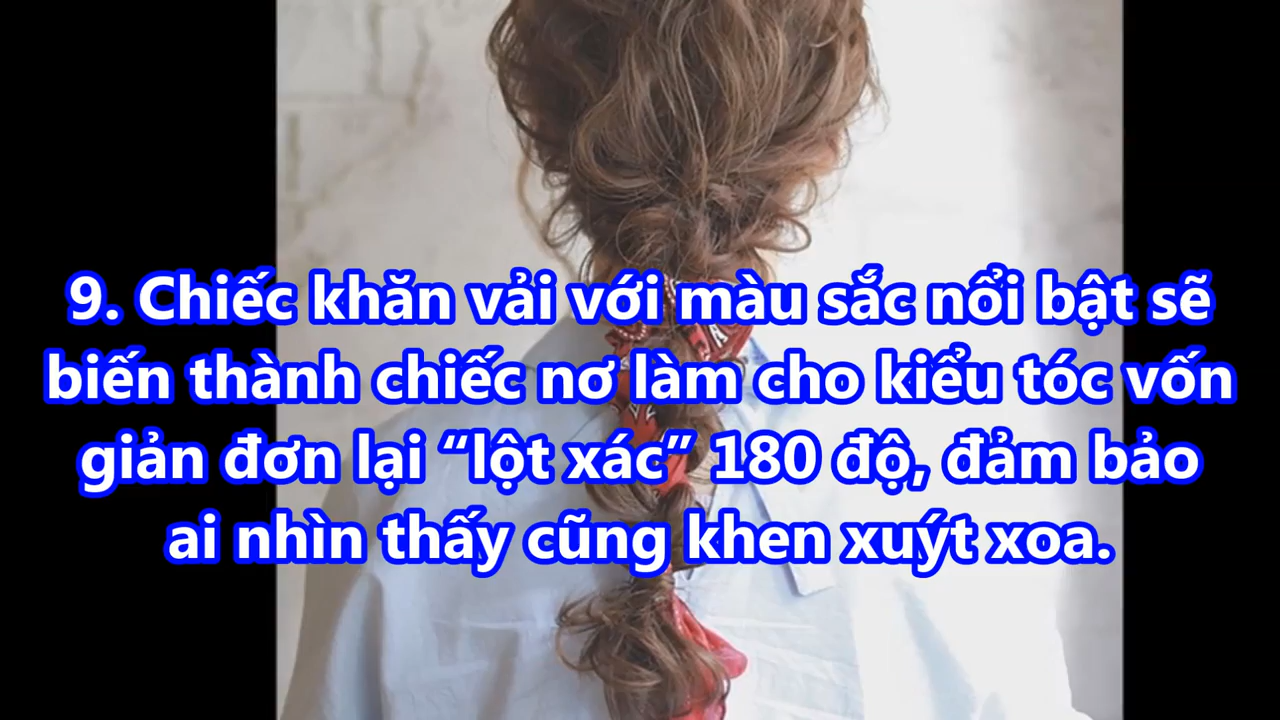 9. Chiếc khăn vải với màu sắc nổi bật sẽ
biến thành chiếc nơ làm cho kiểu tóc vốn
giản đơn lại “lột xác” 180 độ, đảm bảo
ai nhìn thấy cũng khen xuýt xoa.